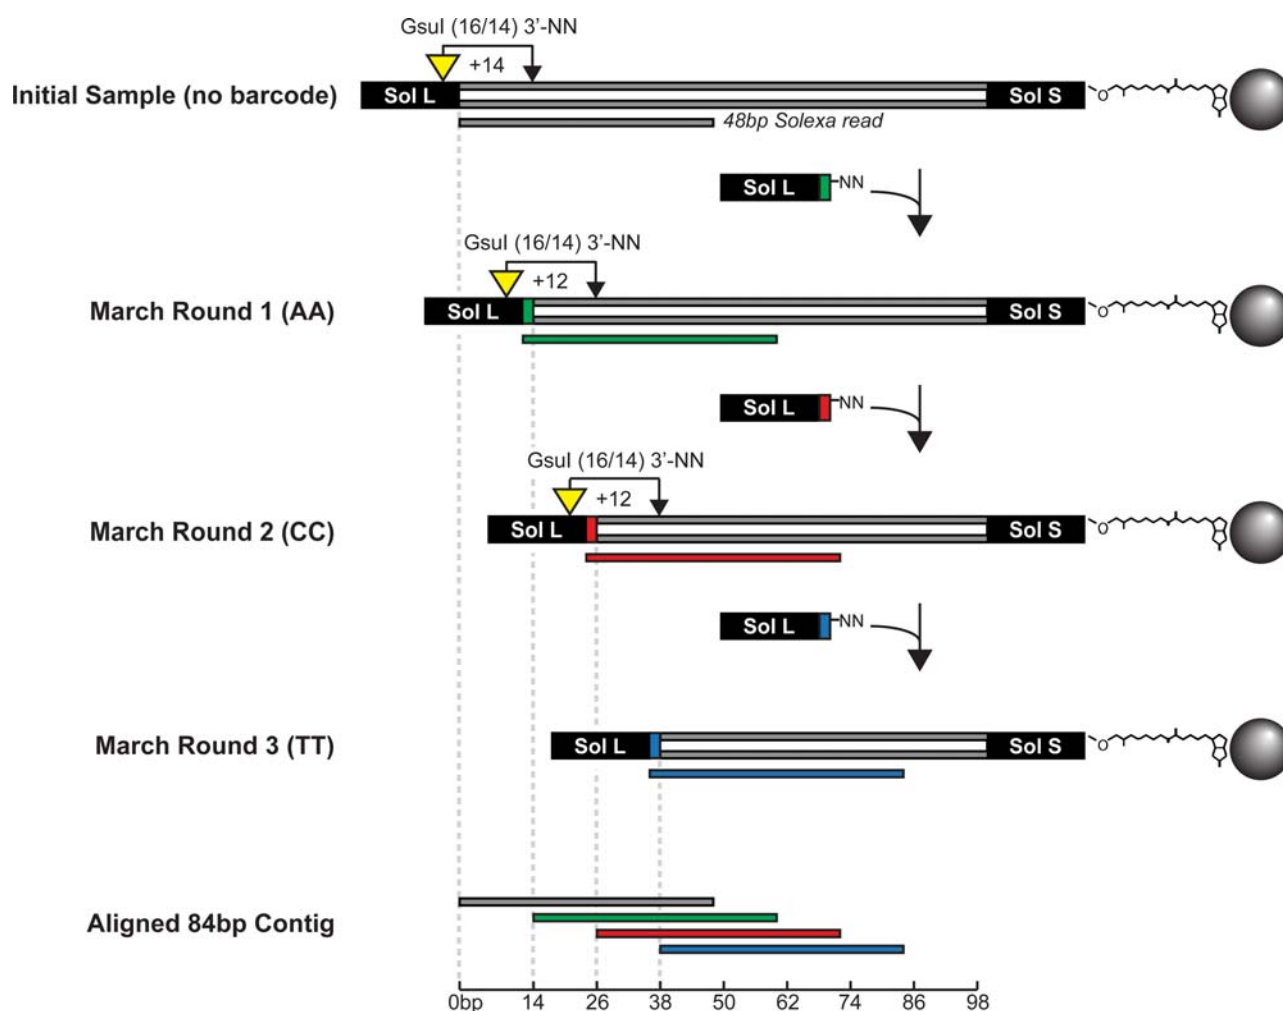 GsuI (16/14) 3'-NN
+14
Initial Sample (no barcode)
Sol L
Sol S
O
48bp Solexa read
Sol L
NN
GsuI (16/14) 3'-NN
+12
March Round 1 (AA)
Sol L
Sol S
O
Sol L
NN
GsuI (16/14) 3'-NN
+12
March Round 2 (CC)
Sol L
Sol S
O
Sol L
NN
March Round 3 (TT)
Sol L
Sol S
O
Aligned 84bp Contig
0bp 14 26 38 50 62 74 86 98